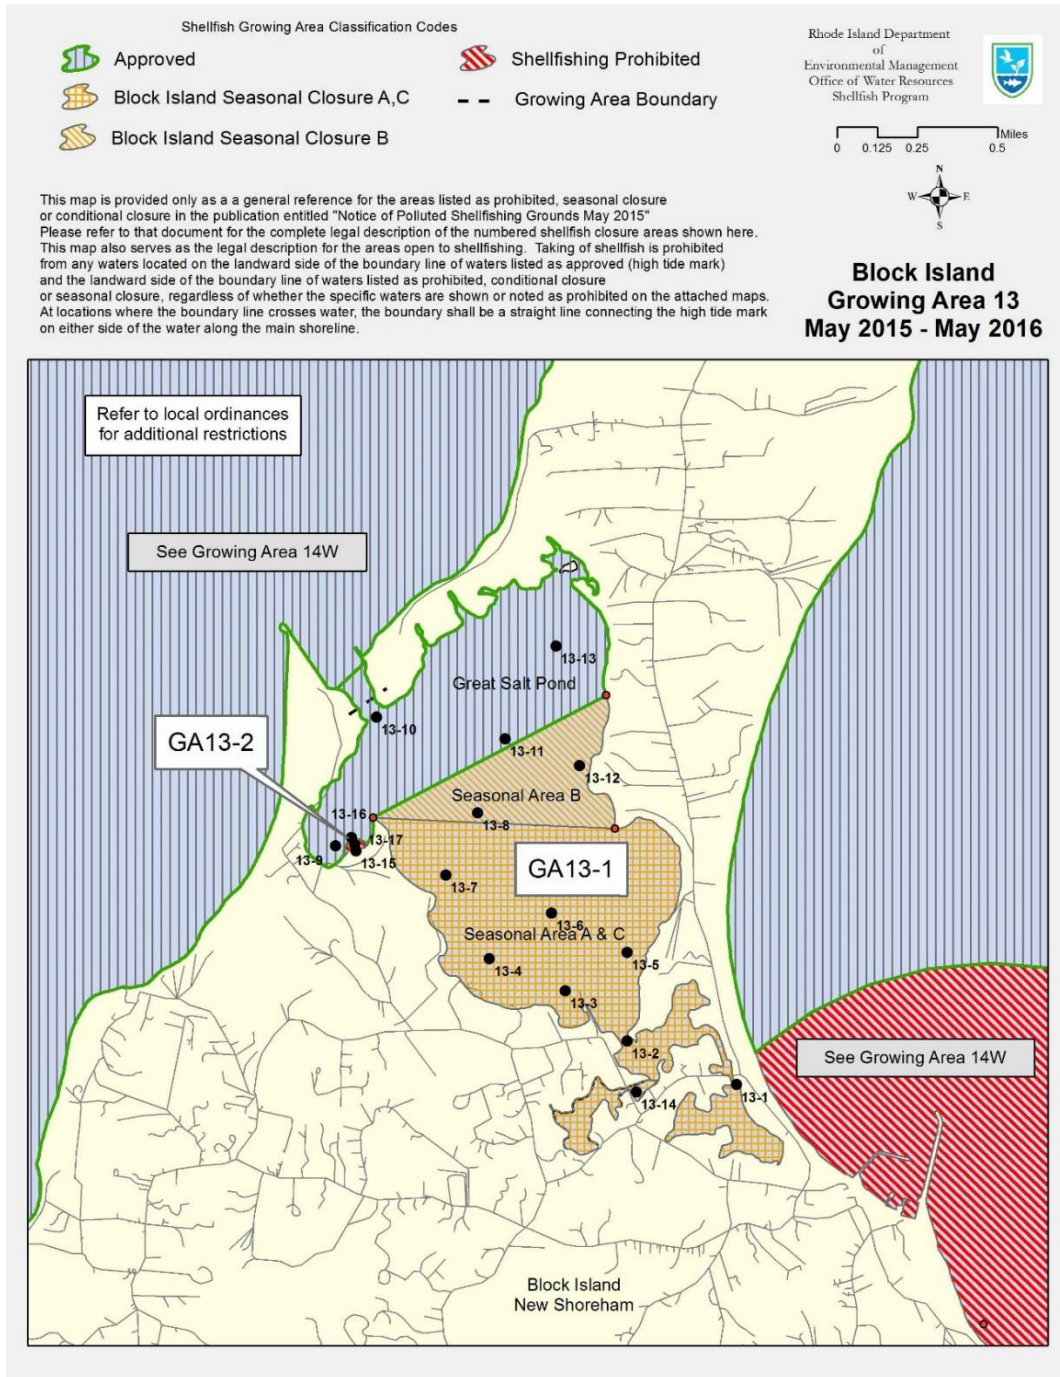 Shellfish Growing Area Classification Codes
Approved
Shellfishing Prohibited
Block Island Seasonal Closure A,C
Growing Area Boundary
Block Island Seasonal Closure B
Rhode Island Department
of
Environmental Management
Office of Water Resources
Shellfish Program
Miles
0 0.125 0.25 0.5
N
W E
S
This map is provided only as a a general reference for the areas listed as prohibited, seasonal closure
or conditional closure in the publication entitled "Notice of Polluted Shellfishing Grounds May 2015"
Please refer to that document for the complete legal description of the numbered shellfish closure areas shown here.
This map also serves as the legal description for the areas open to shellfishing. Taking of shellfish is prohibited
from any waters located on the landward side of the boundary line of waters listed as approved (high tide mark)
and the landward side of the boundary line of waters listed as prohibited, conditional closure
or seasonal closure, regardless of whether the specific waters are shown or noted as prohibited on the attached maps.
At locations where the boundary line crosses water, the boundary shall be a straight line connecting the high tide mark
on either side of the water along the main shoreline.
Block Island
Growing Area 13
May 2015 - May 2016
Refer to local ordinances
for additional restrictions
See Growing Area 14W
13-13
Great Salt Pond
13-10
GA13-2
13-11
13-12
Seasonal Area B
13-16
13-8
13-17
13-9
13-15
GA13-1
13-7
13-6
Seasonal Area A & C
13-5
13-4
13-3
13-2
See Growing Area 14W
13-1
13-14
Block Island
New Shoreham